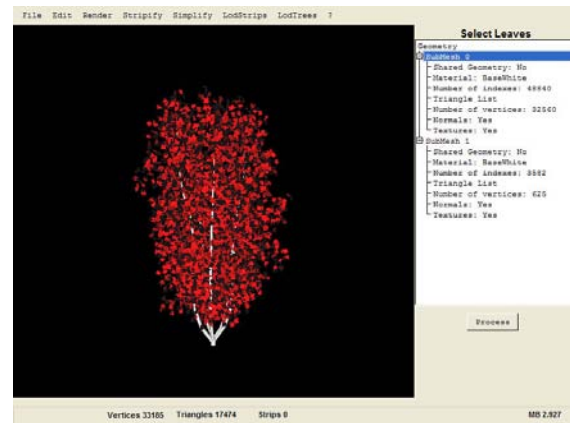 File Edit Render Stripify Simplify LodStrips LodTrees ?
Select Leaves
Geometry
SubMesh 0
Shared Geometry: No
Material: BaseWhite
Number of indexes: 48840
Triangle List
Number of vertices: 32560
Normals: Yes
Textures: Yes
SubMesh 1
Shared Geometry: No
Material: BaseWhite
Number of indexes: 3582
Triangle List
Number of vertices: 625
Normals: Yes
Textures: Yes
Process
Vertices 33185 Triangles 17474 Strips 0 MB 2.927